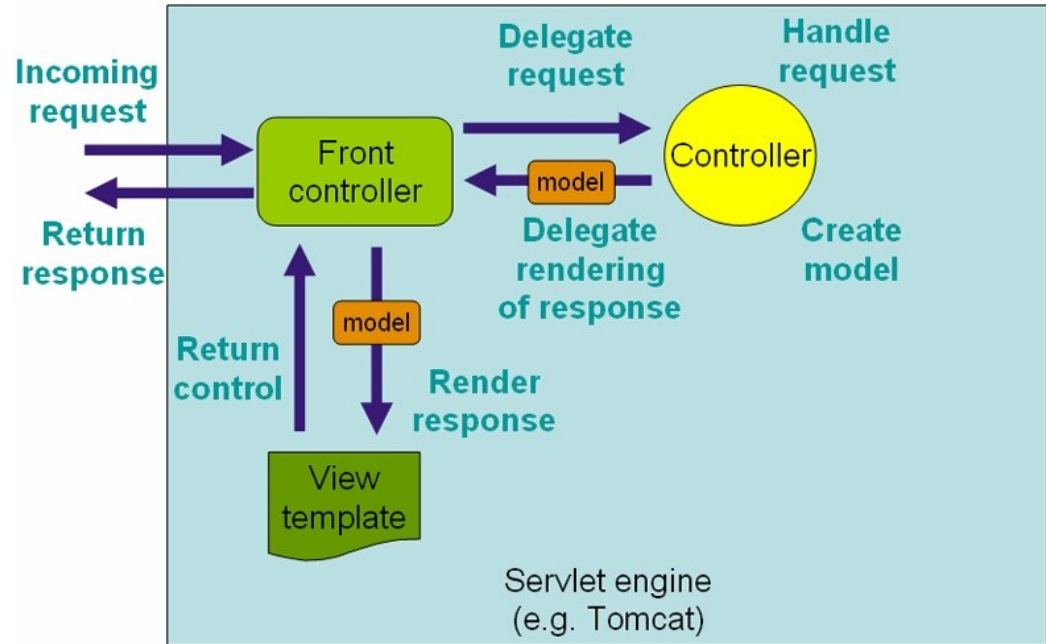 Incoming
request
Return
response
Front
controller
Delegate
request
Handle
request
Controller
model
Delegate
rendering
of response
Create
model
model
Return
control
Render
response
View
template
Servlet engine
(e.g. Tomcat)